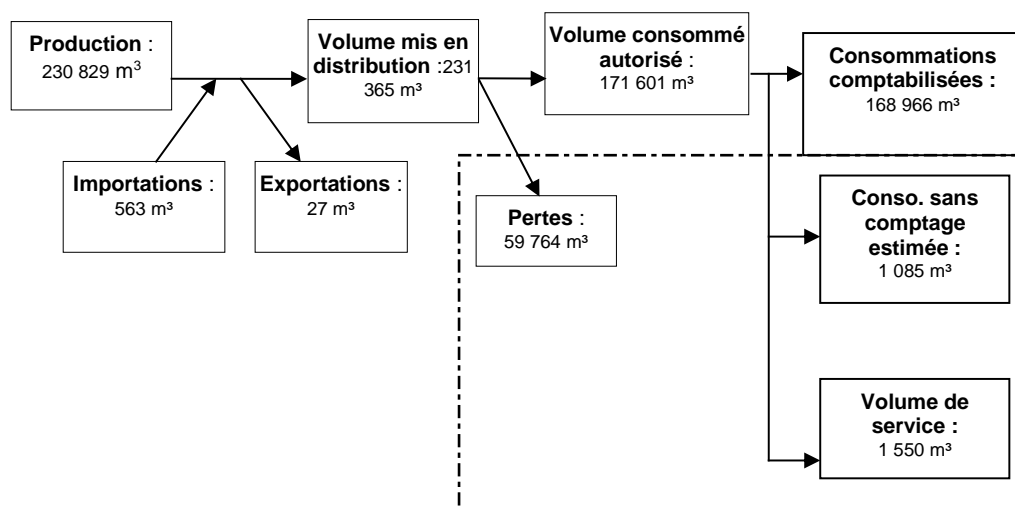 Production :
230 829 m³
Volume mis en
distribution :231
365 m³
Volume consommé
autorisé :
171 601 m³
Consommations
comptabilisées :
168 966 m³
Importations :
563 m³
Exportations :
27 m³
Pertes :
59 764 m³
Conso. sans
comptage
estimée :
1 085 m³
Volume de
service :
1 550 m³